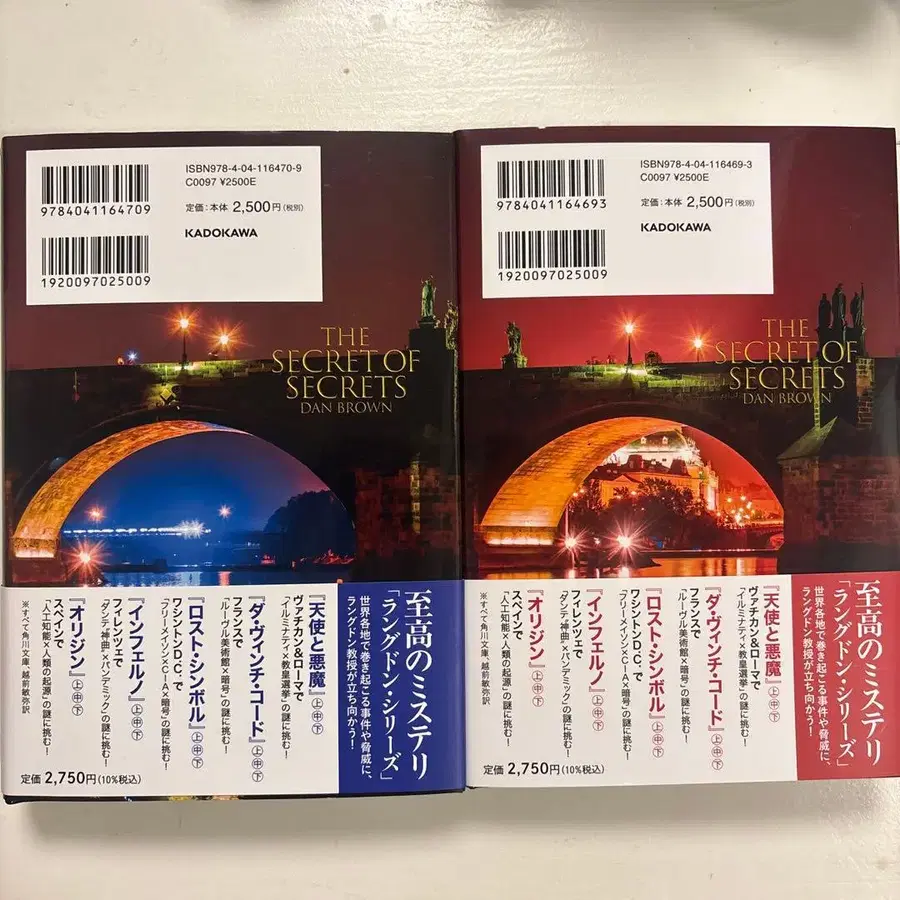 ISBN978-4-04-116470-9
C0097 ¥2500E
定価:本体 2,500円(税別)
KADOKAWA
9784041164709
1920097025009
THE
SECRET OF
SECRETS
DAN BROWN
至高のミステリ
「ラングドン・シリーズ」
世界各地で巻き起こる事件や脅威に、
ラングドン教授が立ち向かう!
『天使と悪魔』上中下
ヴァチカン&ローマで
「イルミナティ×教皇選挙」の謎に挑む!
『ダ・ヴィンチ・コード』上中下
フランスで
「ルーヴル美術館×暗号」の謎に挑む!
『ロスト・シンボル』上中下
ワシントンD.C.で
「フリーメイソン×CIA×暗号」の謎に挑む!
『インフェルノ』上中下
フィレンツェで
「ダンテ“神曲”×パンデミック」の謎に挑む!
『オリジン』上中下
スペインで
「人工知能×人類の起源」の謎に挑む!
※すべて角川文庫、越前敏弥訳
定価 2,750円(10%税込)
ISBN978-4-04-116469-3
C0097 ¥2500E
定価:本体 2,500円(税別)
KADOKAWA
9784041164693
1920097025009
THE
SECRET OF
SECRETS
DAN BROWN
至高のミステリ
「ラングドン・シリーズ」
世界各地で巻き起こる事件や脅威に、
ラングドン教授が立ち向かう!
『天使と悪魔』上中下
ヴァチカン&ローマで
「イルミナティ×教皇選挙」の謎に挑む!
『ダ・ヴィンチ・コード』上中下
フランスで
「ルーヴル美術館×暗号」の謎に挑む!
『ロスト・シンボル』上中下
ワシントンD.C.で
「フリーメイソン×CIA×暗号」の謎に挑む!
『インフェルノ』上中下
フィレンツェで
「ダンテ“神曲”×パンデミック」の謎に挑む!
『オリジン』上中下
スペインで
「人工知能×人類の起源」の謎に挑む!
※すべて角川文庫、越前敏弥訳
定価 2,750円(10%税込)